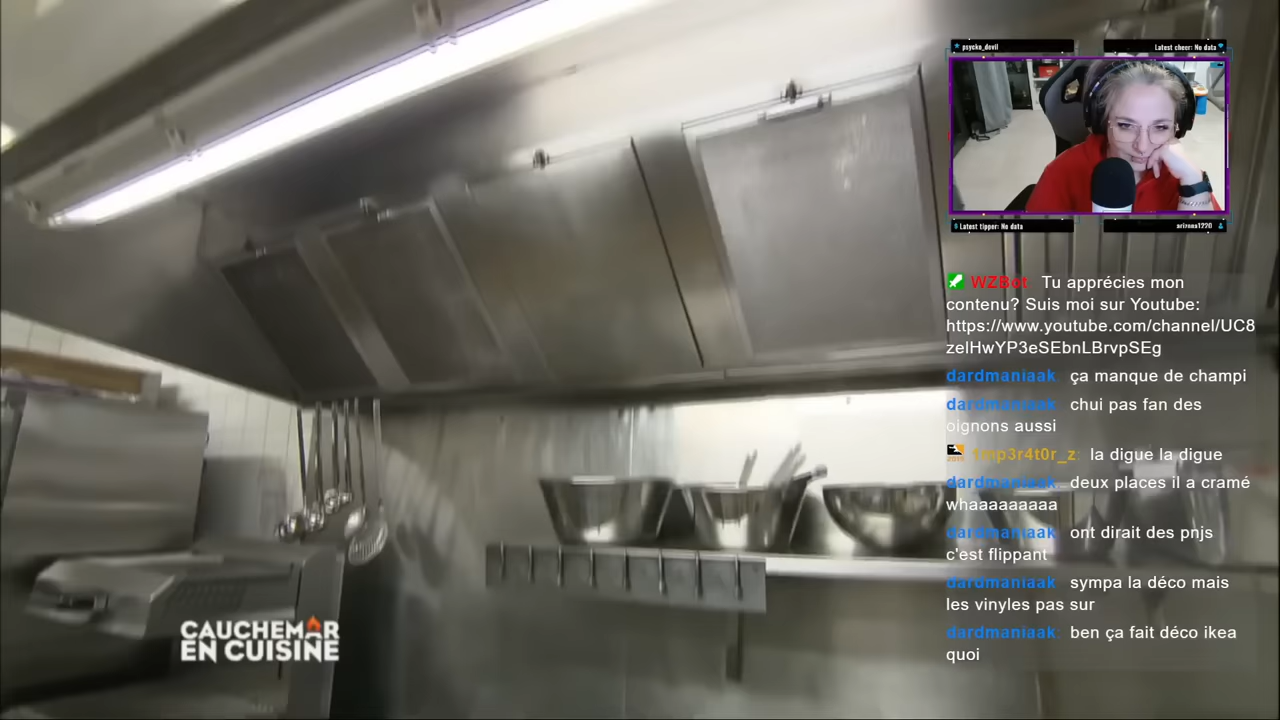 psycko_devil
Latest cheer: No data
Latest tipper: No data
arizona1220
WZBot Tu apprécies mon
contenu? Suis moi sur Youtube:
https://www.youtube.com/channel/UC8
zelHwYP3eSEbnLBrvpSEg
dardmaniaak: ça manque de champi
dardmaniaak: chui pas fan des
oignons aussi
1mp3r4t0r_z: la digue la digue
dardmaniaak: deux places il a cramé
whaaaaaaaaa
dardmaniaak: ont dirait des pnjs
c'est flippant
dardmaniaak: sympa la déco mais
les vinyles pas sur
dardmaniaak: ben ça fait déco ikea
quoi
CAUCHEMAR
EN CUISINE